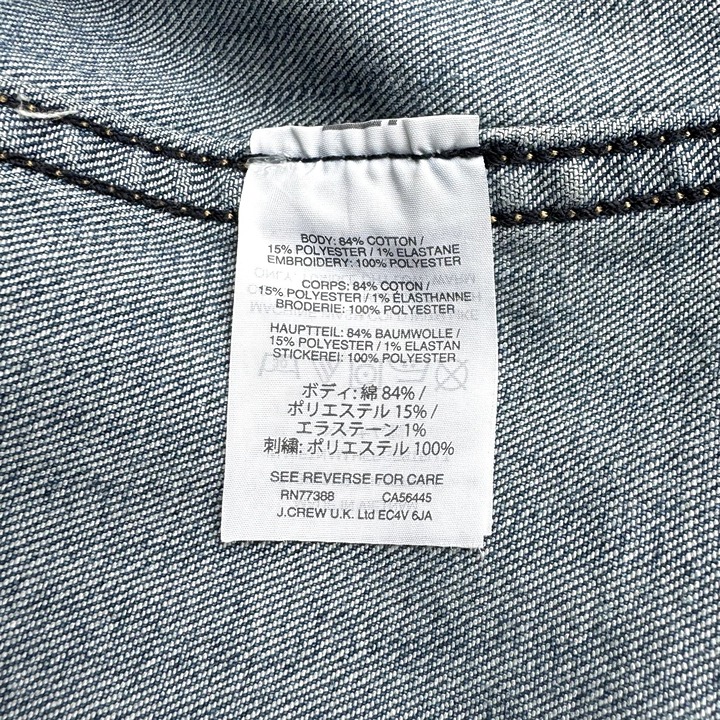 BODY: 84% COTTON /
15% POLYESTER / 1% ELASTANE
EMBROIDERY: 100% POLYESTER
CORPS: 84% COTON /
15% POLYESTER / 1% ÉLASTHANNE
BRODERIE: 100% POLYESTER
HAUPTTEIL: 84% BAUMWOLLE /
15% POLYESTER / 1% ELASTAN
STICKEREI: 100% POLYESTER
ボディ: 綿 84% /
ポリエステル 15% /
エラステーン 1%
刺繍: ポリエステル 100%
SEE REVERSE FOR CARE
RN77388 CA56445
J.CREW U.K. Ltd EC4V 6JA